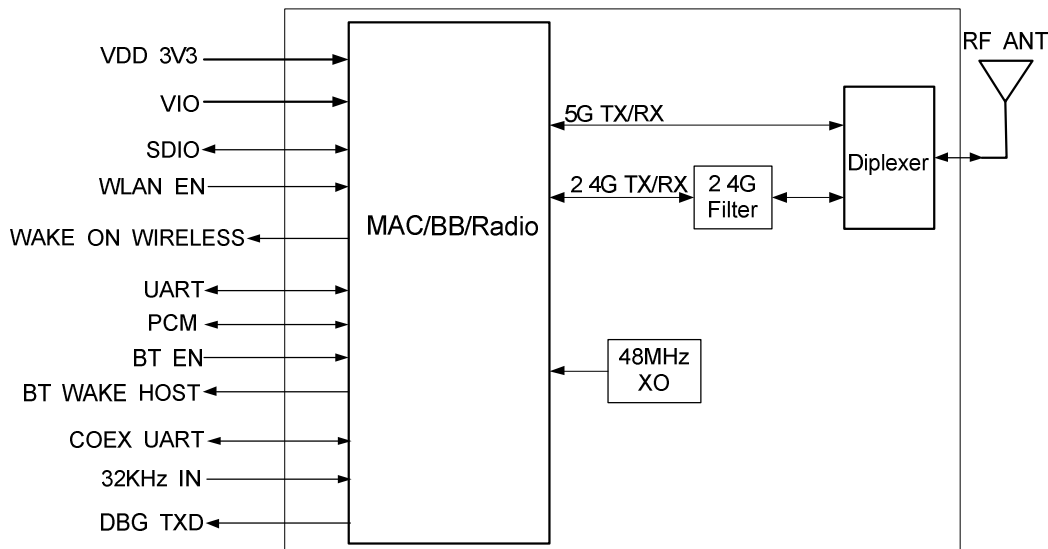 VDD 3V3
VIO
SDIO
WLAN EN
WAKE ON WIRELESS
UART
PCM
BT EN
BT WAKE HOST
COEX UART
32KHz IN
DBG TXD
MAC/BB/Radio
5G TX/RX
2 4G TX/RX
2 4G
Filter
48MHz
XO
Diplexer
RF ANT